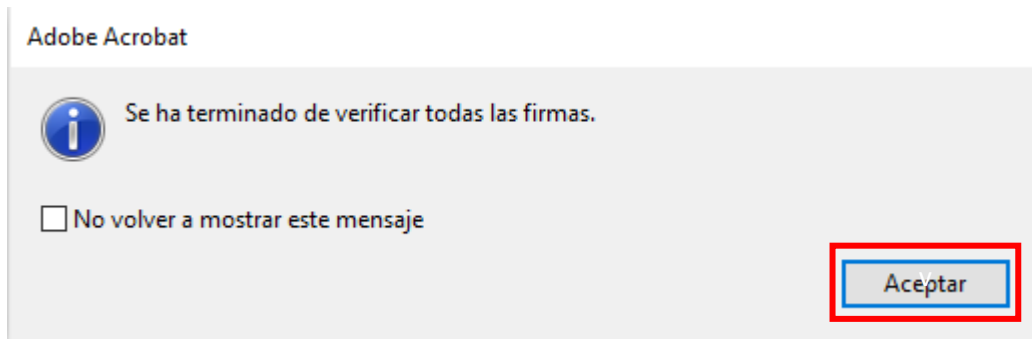 Adobe Acrobat
Se ha terminado de verificar todas las firmas.
No volver a mostrar este mensaje
Aceptar